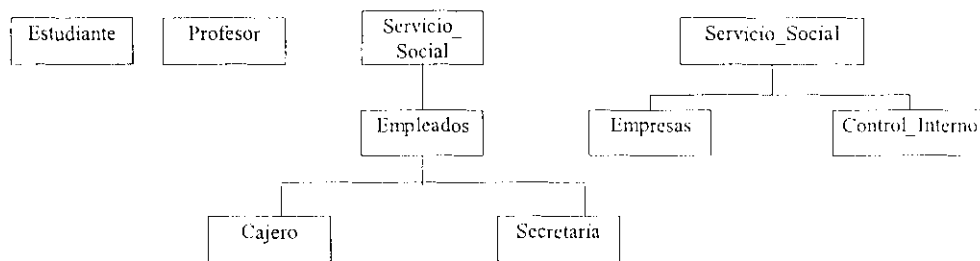 Estudiante
Profesor
Servicio_
Social
Servicio_Social
Empleados
Empresas
Control_Interno
Cajero
Secretaria